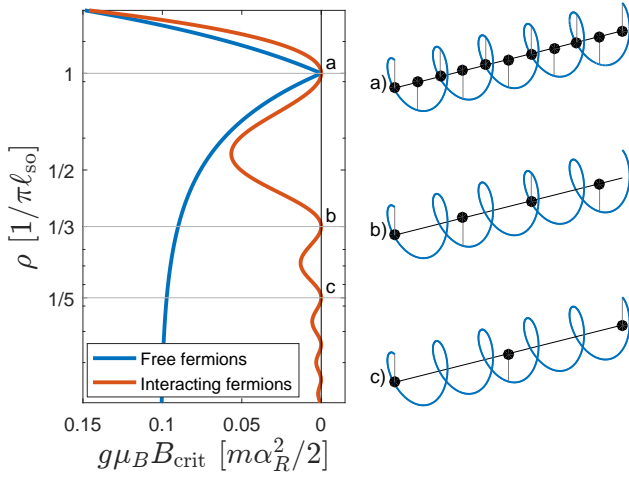 a
1
1/2
b
1/3
c
1/5
ρ [1/πℓ_so]
Free fermions
Interacting fermions
0.15
0.1
0.05
0
gμ_B B_crit [mα_R^2/2]
a)
b)
c)